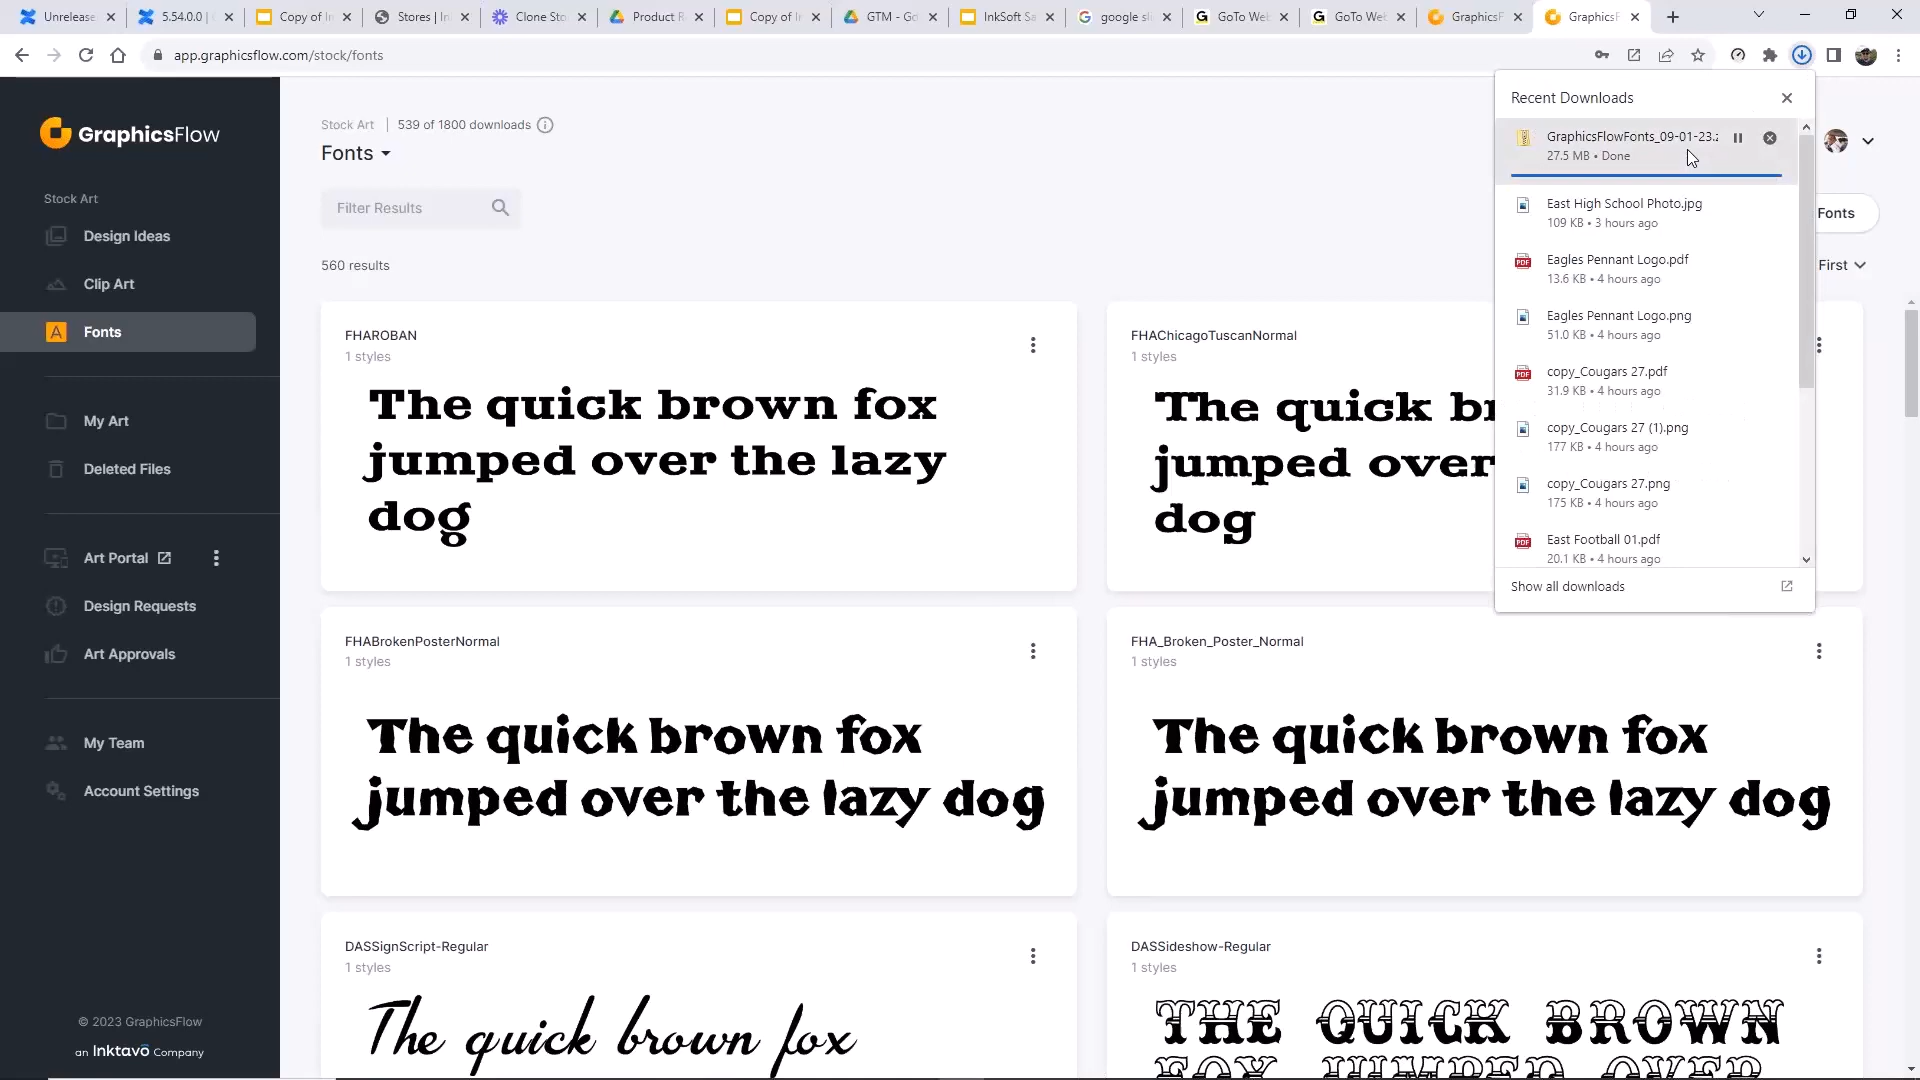 Unrelease
5.54.0.0 |
Copy of In
Stores | In
Clone Sto
Product R
Copy of In
GTM - Go
InkSoft Sa
google sli
GoTo Web
GoTo Web
GraphicsF
GraphicsF
app.graphicsflow.com/stock/fonts
GraphicsFlow
Stock Art
Design Ideas
Clip Art
Fonts
My Art
Deleted Files
Art Portal
Design Requests
Art Approvals
My Team
Account Settings
© 2023 GraphicsFlow
an Inktavo Company
Stock Art | 539 of 1800 downloads
Fonts
Filter Results
560 results
Fonts
First
FHAROBAN
1 styles
The quick brown fox
jumped over the lazy
dog
FHAChicagoTuscanNormal
1 styles
The quick br
jumped over
dog
FHABrokenPosterNormal
1 styles
The quick brown fox
jumped over the lazy dog
FHA_Broken_Poster_Normal
1 styles
The quick brown fox
jumped over the lazy dog
DASSignScript-Regular
1 styles
The quick brown fox
DASSideshow-Regular
1 styles
THE QUICK BROWN
FOX JUMPED OVER
Recent Downloads
GraphicsFlowFonts_09-01-23.z
27.5 MB • Done
East High School Photo.jpg
109 KB • 3 hours ago
Eagles Pennant Logo.pdf
13.6 KB • 4 hours ago
Eagles Pennant Logo.png
51.0 KB • 4 hours ago
copy_Cougars 27.pdf
31.9 KB • 4 hours ago
copy_Cougars 27 (1).png
177 KB • 4 hours ago
copy_Cougars 27.png
175 KB • 4 hours ago
East Football 01.pdf
20.1 KB • 4 hours ago
Show all downloads